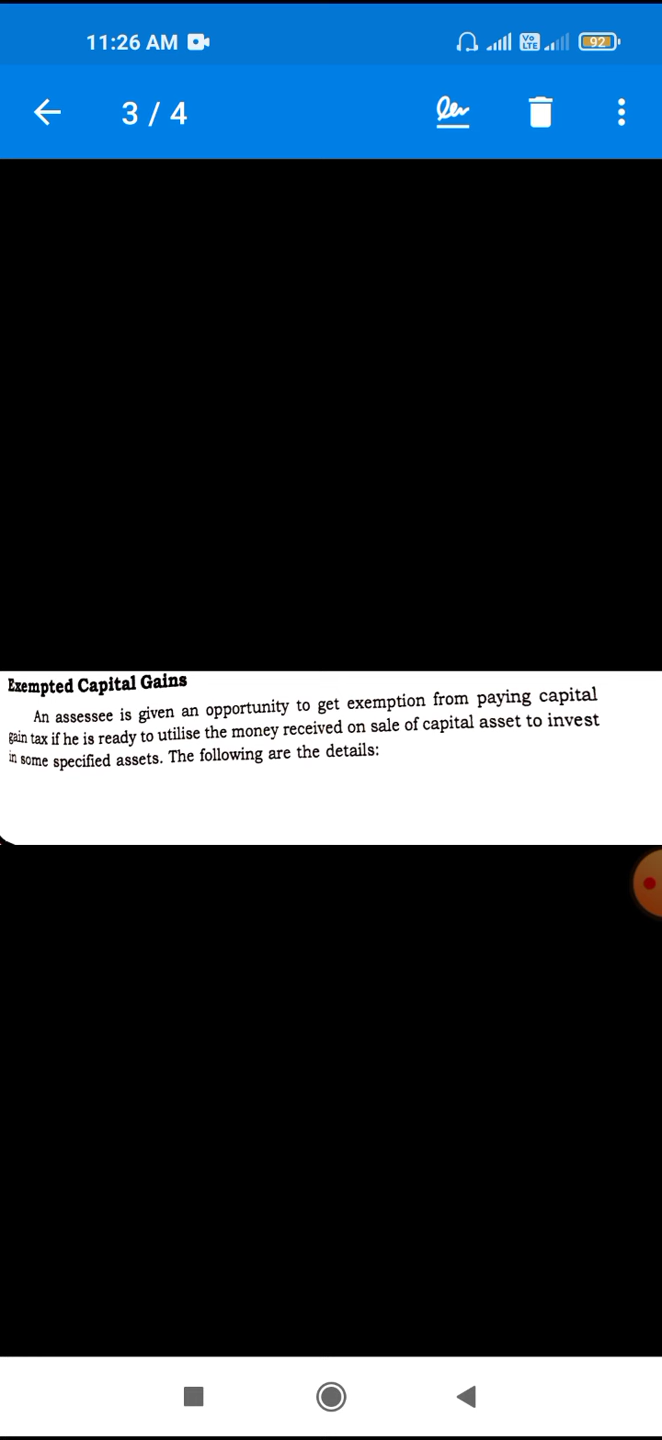 11:26 AM
Vo LTE
92
3 / 4
Exempted Capital Gains
An assessee is given an opportunity to get exemption from paying capital
gain tax if he is ready to utilise the money received on sale of capital asset to invest
in some specified assets. The following are the details: